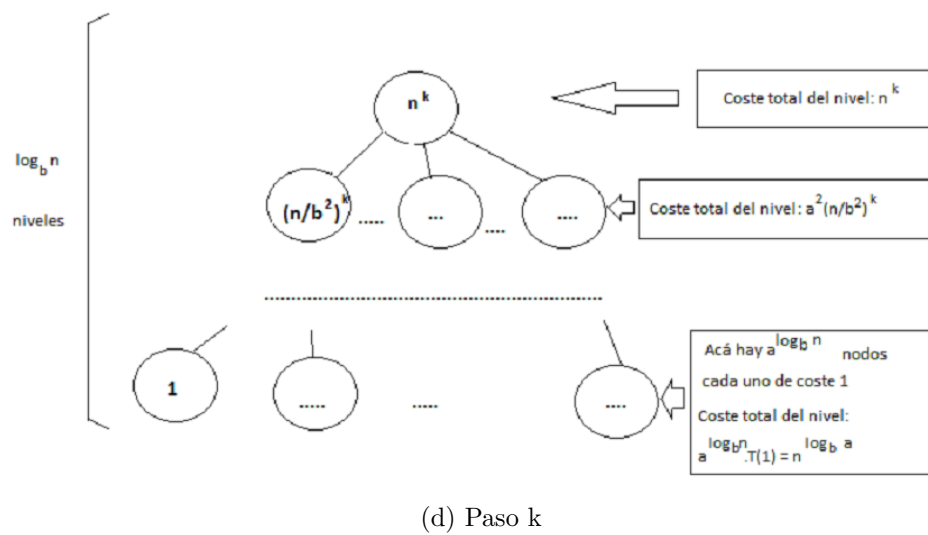 n^k
Coste total del nivel: n^k
log_b n
niveles
(n/b^2)^k
.....
...
....
....
Coste total del nivel: a^2(n/b^2)^k
1
.....
.....
....
Acá hay a^log_b n nodos
cada uno de coste 1
Coste total del nivel:
a^log_b n .T(1) = n^log_b a
(d) Paso k